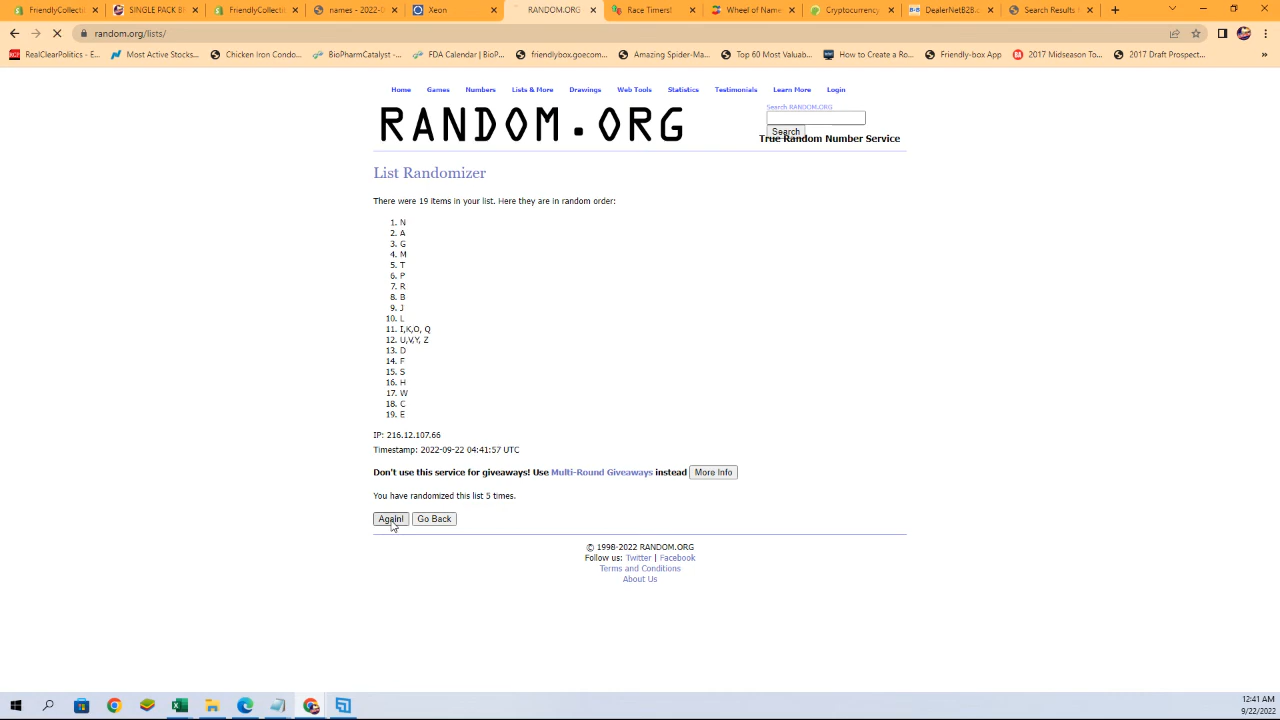 FriendlyCollecti
SINGLE PACK B
FriendlyCollecti
names - 2022-D
Xon
RANDOM.ORG
Race Times!
Wheel of Name
Cryptocurrency
DealerNetB2B.c
Search Results
random.org/lists/
RealClearPolitics - E...
Most Active Stocks...
Chicken Iron Condo...
BioPharmCatalyst -...
FDA Calendar | BioP...
friendlybox.goecom...
Amazing Spider-Ma...
Top 60 Most Valuab...
How to Create a Ro...
Friendly-box App
2017 Midseason To...
2017 Draft Prospect...
Home Games Numbers Lists & More Drawings Web Tools Statistics Testimonials Learn More Login
Search RANDOM.ORG
RANDOM.ORG
Search
True Random Number Service
List Randomizer
There were 19 items in your list. Here they are in random order:
1. N
2. A
3. G
4. M
5. T
6. P
7. R
8. B
9. J
10. L
11. I,K,O, Q
12. U,V,Y, Z
13. D
14. F
15. S
16. H
17. W
18. C
19. E
IP: 216.12.107.66
Timestamp: 2022-09-22 04:41:57 UTC
Don't use this service for giveaways! Use Multi-Round Giveaways instead More Info
You have randomized this list 5 times.
Again! Go Back
© 1998-2022 RANDOM.ORG
Follow us: Twitter | Facebook
Terms and Conditions
About Us
12:41 AM
9/22/2022